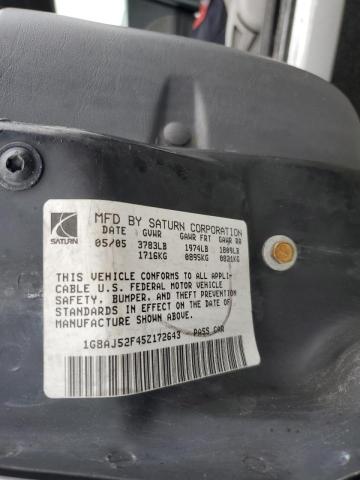 SATURN
MFD BY SATURN CORPORATION
DATE GVWR GAWR FRT GAWR RR
05/05 3783LB 1974LB 1809LB
1716KG 0895KG 0821KG
THIS VEHICLE CONFORMS TO ALL APPLI-
CABLE U.S. FEDERAL MOTOR VEHICLE
SAFETY, BUMPER, AND THEFT PREVENTION
STANDARDS IN EFFECT ON THE DATE OF
MANUFACTURE SHOWN ABOVE.
1G8AJ52F45Z172643 PASS CAR